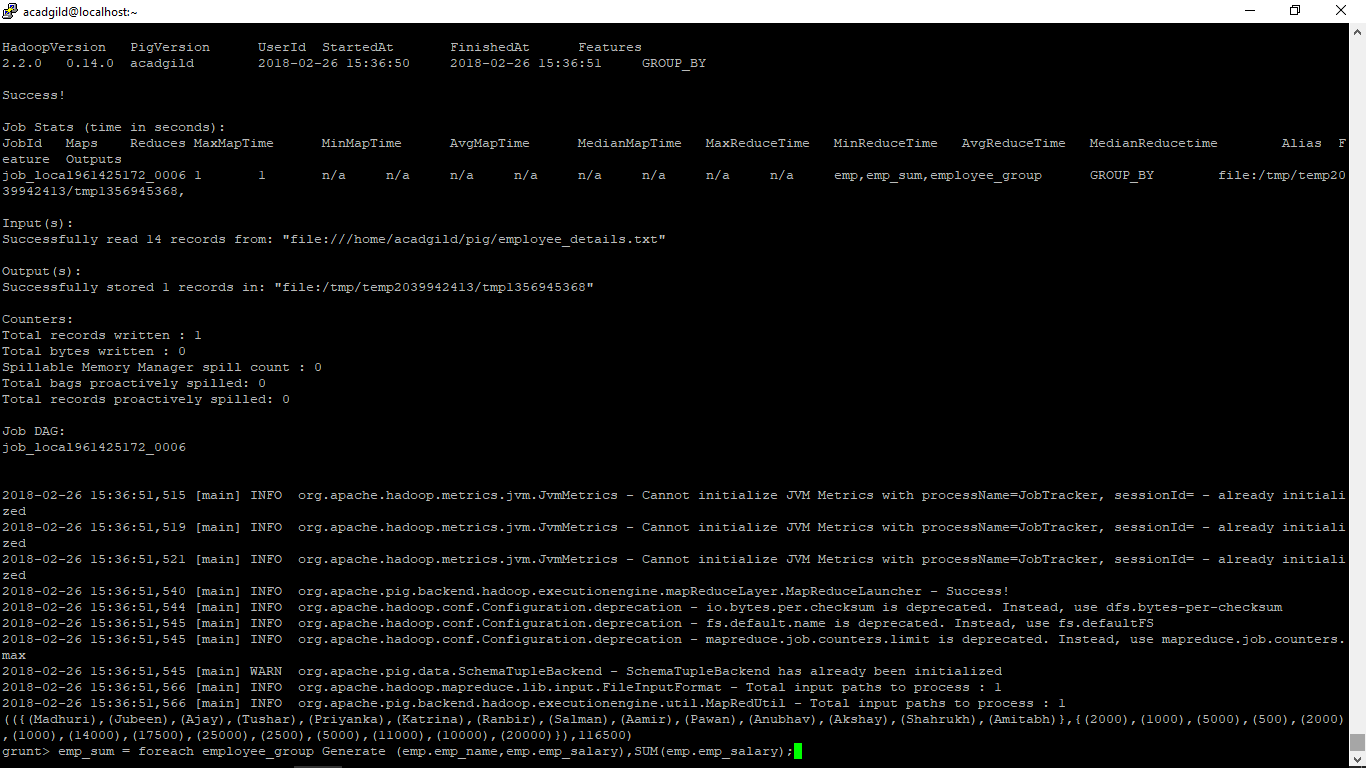 acadgild@localhost:~
HadoopVersion PigVersion UserId StartedAt FinishedAt Features
2.2.0 0.14.0 acadgild 2018-02-26 15:36:50 2018-02-26 15:36:51 GROUP_BY
Success!
Job Stats (time in seconds):
JobId Maps Reduces MaxMapTime MinMapTime AvgMapTime MedianMapTime MaxReduceTime MinReduceTime AvgReduceTime MedianReducetime Alias F
eature Outputs
job_local961425172_0006 1 1 n/a n/a n/a n/a n/a n/a n/a n/a emp,emp_sum,employee_group GROUP_BY file:/tmp/temp20
39942413/tmp1356945368,
Input(s):
Successfully read 14 records from: "file:///home/acadgild/pig/employee_details.txt"
Output(s):
Successfully stored 1 records in: "file:/tmp/temp2039942413/tmp1356945368"
Counters:
Total records written : 1
Total bytes written : 0
Spillable Memory Manager spill count : 0
Total bags proactively spilled: 0
Total records proactively spilled: 0
Job DAG:
job_local961425172_0006
2018-02-26 15:36:51,515 [main] INFO org.apache.hadoop.metrics.jvm.JvmMetrics - Cannot initialize JVM Metrics with processName=JobTracker, sessionId= - already initiali
zed
2018-02-26 15:36:51,519 [main] INFO org.apache.hadoop.metrics.jvm.JvmMetrics - Cannot initialize JVM Metrics with processName=JobTracker, sessionId= - already initiali
zed
2018-02-26 15:36:51,521 [main] INFO org.apache.hadoop.metrics.jvm.JvmMetrics - Cannot initialize JVM Metrics with processName=JobTracker, sessionId= - already initiali
zed
2018-02-26 15:36:51,540 [main] INFO org.apache.pig.backend.hadoop.executionengine.mapReduceLayer.MapReduceLauncher - Success!
2018-02-26 15:36:51,544 [main] INFO org.apache.hadoop.conf.Configuration.deprecation - io.bytes.per.checksum is deprecated. Instead, use dfs.bytes-per-checksum
2018-02-26 15:36:51,545 [main] INFO org.apache.hadoop.conf.Configuration.deprecation - fs.default.name is deprecated. Instead, use fs.defaultFS
2018-02-26 15:36:51,545 [main] INFO org.apache.hadoop.conf.Configuration.deprecation - mapreduce.job.counters.limit is deprecated. Instead, use mapreduce.job.counters.
max
2018-02-26 15:36:51,545 [main] WARN org.apache.pig.data.SchemaTupleBackend - SchemaTupleBackend has already been initialized
2018-02-26 15:36:51,566 [main] INFO org.apache.hadoop.mapreduce.lib.input.FileInputFormat - Total input paths to process : 1
2018-02-26 15:36:51,566 [main] INFO org.apache.pig.backend.hadoop.executionengine.util.MapRedUtil - Total input paths to process : 1
(({(Madhuri),(Jubeen),(Ajay),(Tushar),(Priyanka),(Katrina),(Ranbir),(Salman),(Aamir),(Pawan),(Anubhav),(Akshay),(Shahrukh),(Amitabh)},{(2000),(1000),(5000),(500),(2000)
,(1000),(14000),(17500),(25000),(2500),(5000),(11000),(10000),(20000)}),116500)
grunt> emp_sum = foreach employee_group Generate (emp.emp_name,emp.emp_salary),SUM(emp.emp_salary);